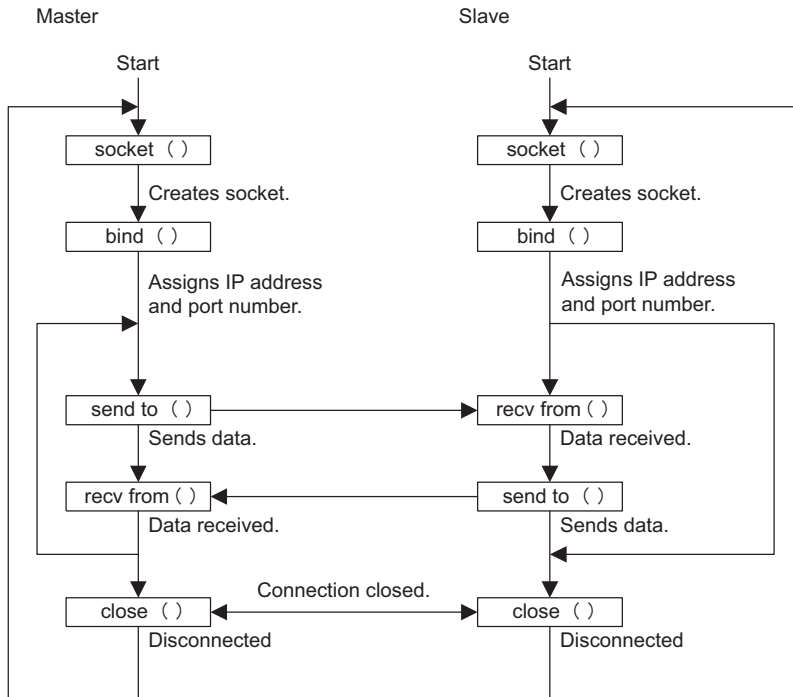 Master
Slave
Start
Start
socket ( )
socket ( )
Creates socket.
Creates socket.
bind ( )
bind ( )
Assigns IP address
and port number.
Assigns IP address
and port number.
send to ( )
recv from ( )
Sends data.
Data received.
recv from ( )
send to ( )
Data received.
Sends data.
Connection closed.
close ( )
close ( )
Disconnected
Disconnected